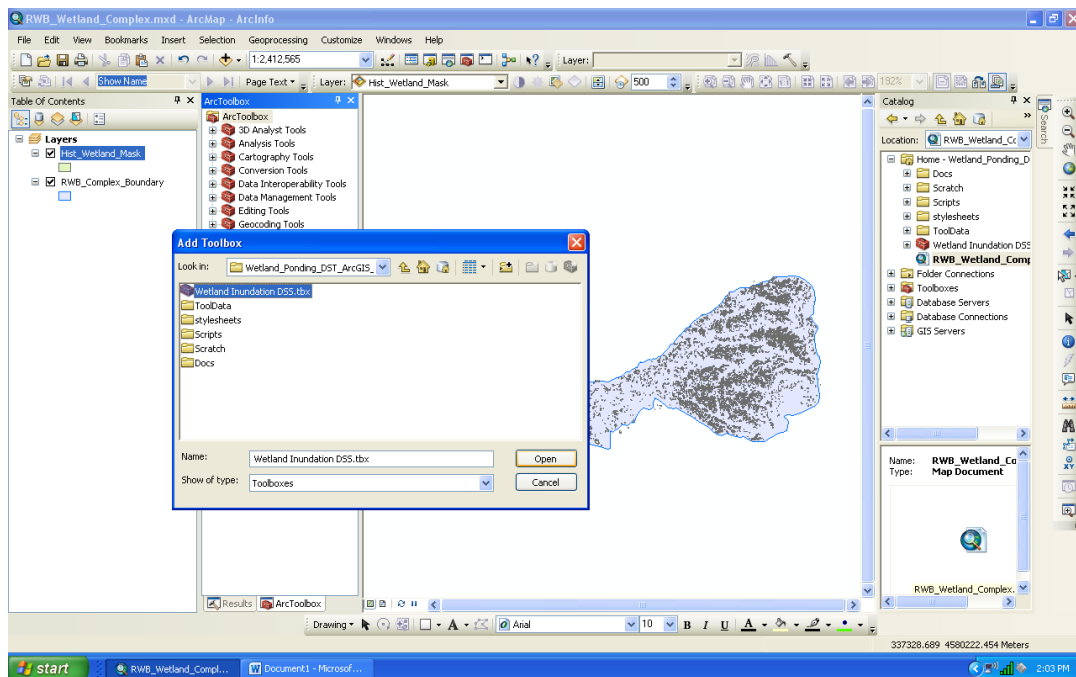 RWB_Wetland_Complex.mxd - ArcMap - ArcInfo
File Edit View Bookmarks Insert Selection Geoprocessing Customize Windows Help
1:2,412,565
Layer:
Show Name
Page Text
Layer: Hist_Wetland_Mask
500
192%
Table Of Contents
Layers
Hist_Wetland_Mask
RWB_Complex_Boundary
ArcToolbox
ArcToolbox
3D Analyst Tools
Analysis Tools
Cartography Tools
Conversion Tools
Data Interoperability Tools
Data Management Tools
Editing Tools
Geocoding Tools
Add Toolbox
Look in: Wetland_Ponding_DST_ArcGIS_
Wetland Inundation DSS.tbx
ToolData
stylesheets
Scripts
Scratch
Docs
Name: Wetland Inundation DSS.tbx
Open
Show of type: Toolboxes
Cancel
Results
ArcToolbox
Catalog
Location: RWB_Wetland_Cc
Home - Wetland_Ponding_D
Docs
Scratch
Scripts
stylesheets
ToolData
Wetland Inundation DSS
RWB_Wetland_Comp
Folder Connections
Toolboxes
Database Servers
Database Connections
GIS Servers
Name: RWB_Wetland_Co
Type: Map Document
RWB_Wetland_Complex.
Search
XY
Drawing
A
Arial
10
B I U A
337328.689 4580222.454 Meters
start
RWB_Wetland_Compl...
Document1 - Microsof...
2:03 PM